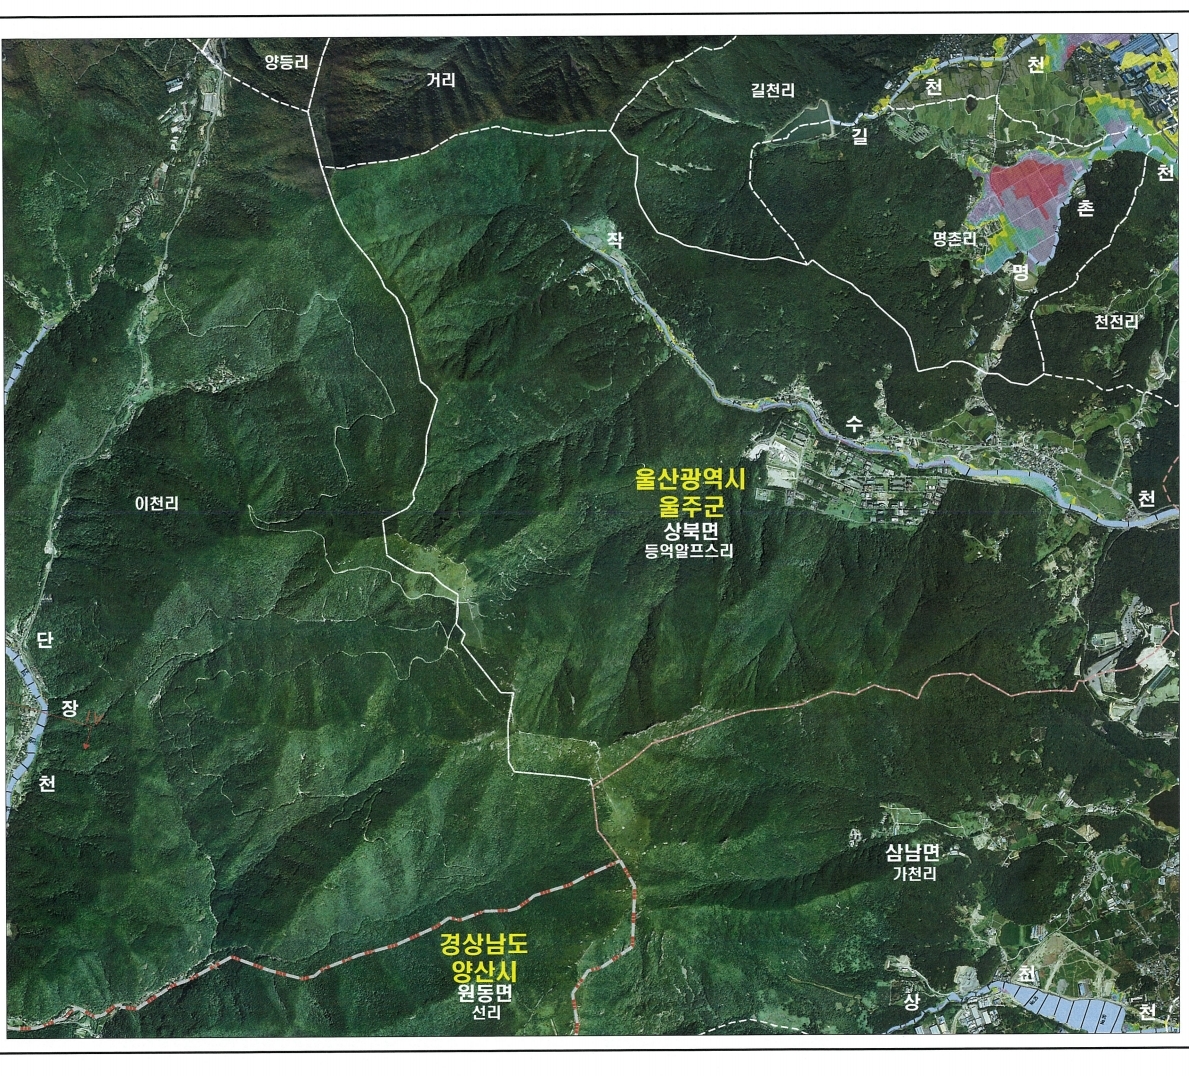 양등리
거리
길천리
천
천
길
천
촌
명촌리
명
작
천전리
수
울산광역시
울주군
상북면
등억알프스리
천
이천리
단
장
천
삼남면
가천리
경상남도
양산시
원동면
선리
상
천
천